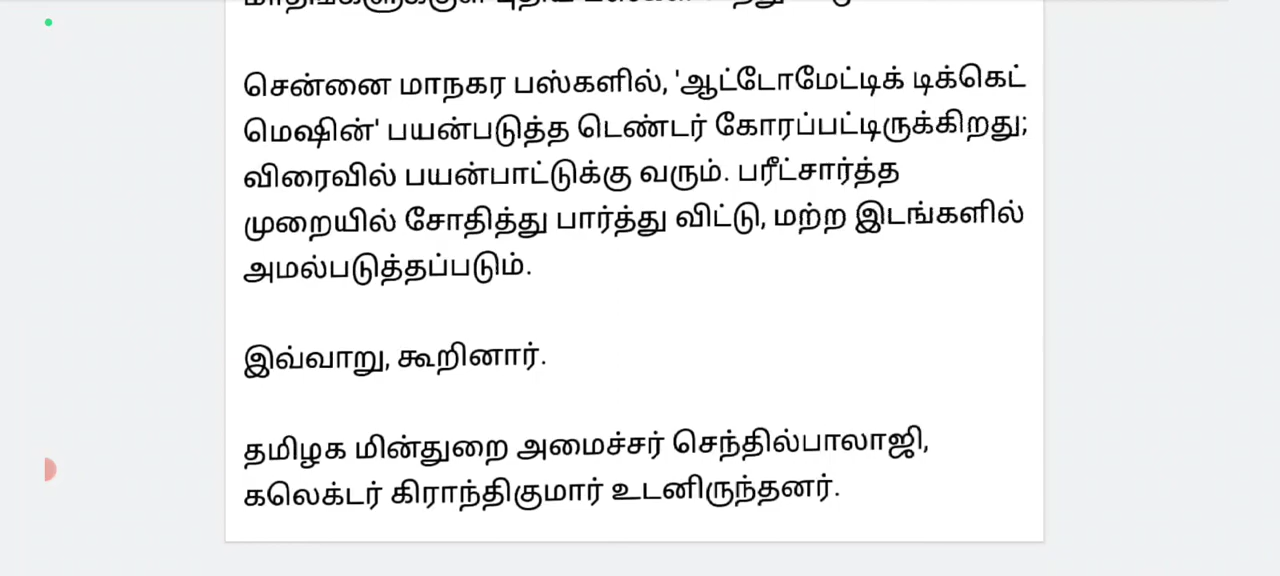 சென்னை மாநகர பஸ்களில், 'ஆட்டோமேட்டிக் டிக்கெட்
மெஷின்' பயன்படுத்த டெண்டர் கோரப்பட்டிருக்கிறது;
விரைவில் பயன்பாட்டுக்கு வரும். பரீட்சார்த்த
முறையில் சோதித்து பார்த்து விட்டு, மற்ற இடங்களில்
அமல்படுத்தப்படும்.
இவ்வாறு, கூறினார்.
தமிழக மின்துறை அமைச்சர் செந்தில்பாலாஜி,
கலெக்டர் கிராந்திகுமார் உடனிருந்தனர்.